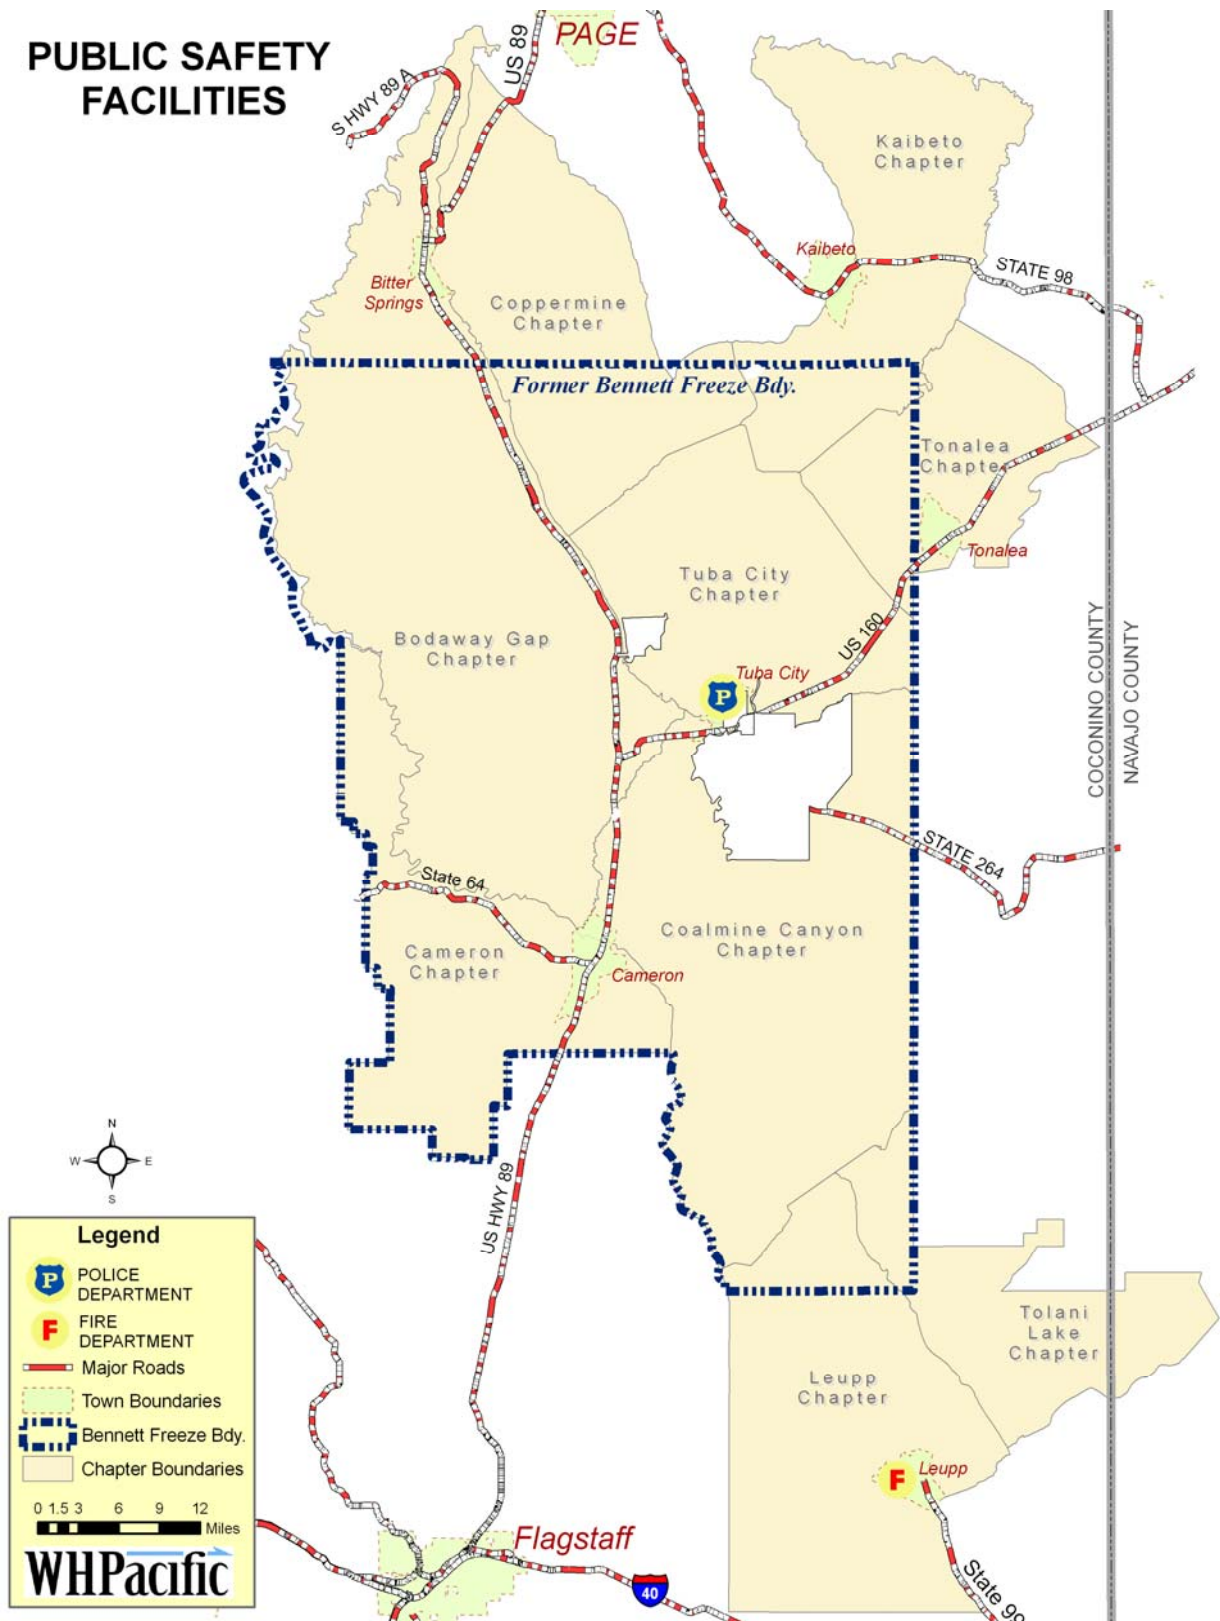 PUBLIC SAFETY
FACILITIES
PAGE
US 89
S HWY 89 A
Kaibeto
Chapter
Kaibeto
STATE 98
Bitter
Springs
Coppermine
Chapter
Former Bennett Freeze Bdy.
Tonalea
Chapter
Tonalea
Tuba City
Chapter
Bodaway Gap
Chapter
US 160
Tuba City
P
COCONINO COUNTY
NAVAJO COUNTY
STATE 264
State 64
Coalmine Canyon
Chapter
Cameron
Chapter
Cameron
N
W
E
S
US HWY 89
Tolani
Lake
Chapter
Leupp
Chapter
F
Leupp
State 99
Flagstaff
40
Legend
P
POLICE
DEPARTMENT
F
FIRE
DEPARTMENT
Major Roads
Town Boundaries
Bennett Freeze Bdy.
Chapter Boundaries
0 1.5 3 6 9 12
Miles
WHPacific